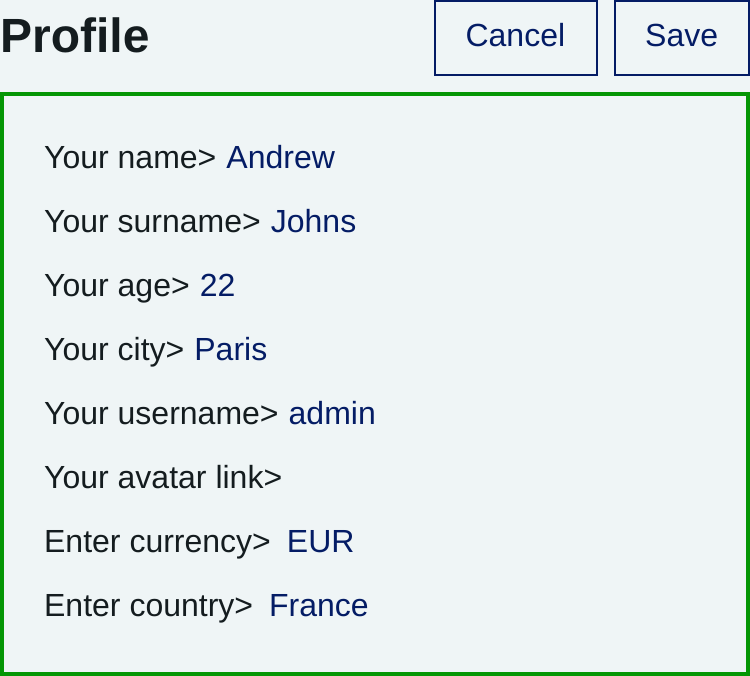 Profile
Cancel
Save
Your name> Andrew
Your surname> Johns
Your age> 22
Your city> Paris
Your username> admin
Your avatar link>
Enter currency> EUR
Enter country> France